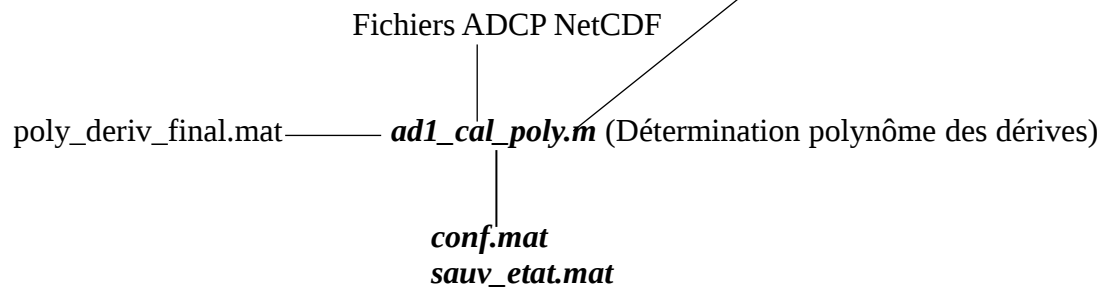 Fichiers ADCP NetCDF
poly_deriv_final.mat ad1_cal_poly.m (Détermination polynôme des dérives)
conf.mat
sauv_etat.mat